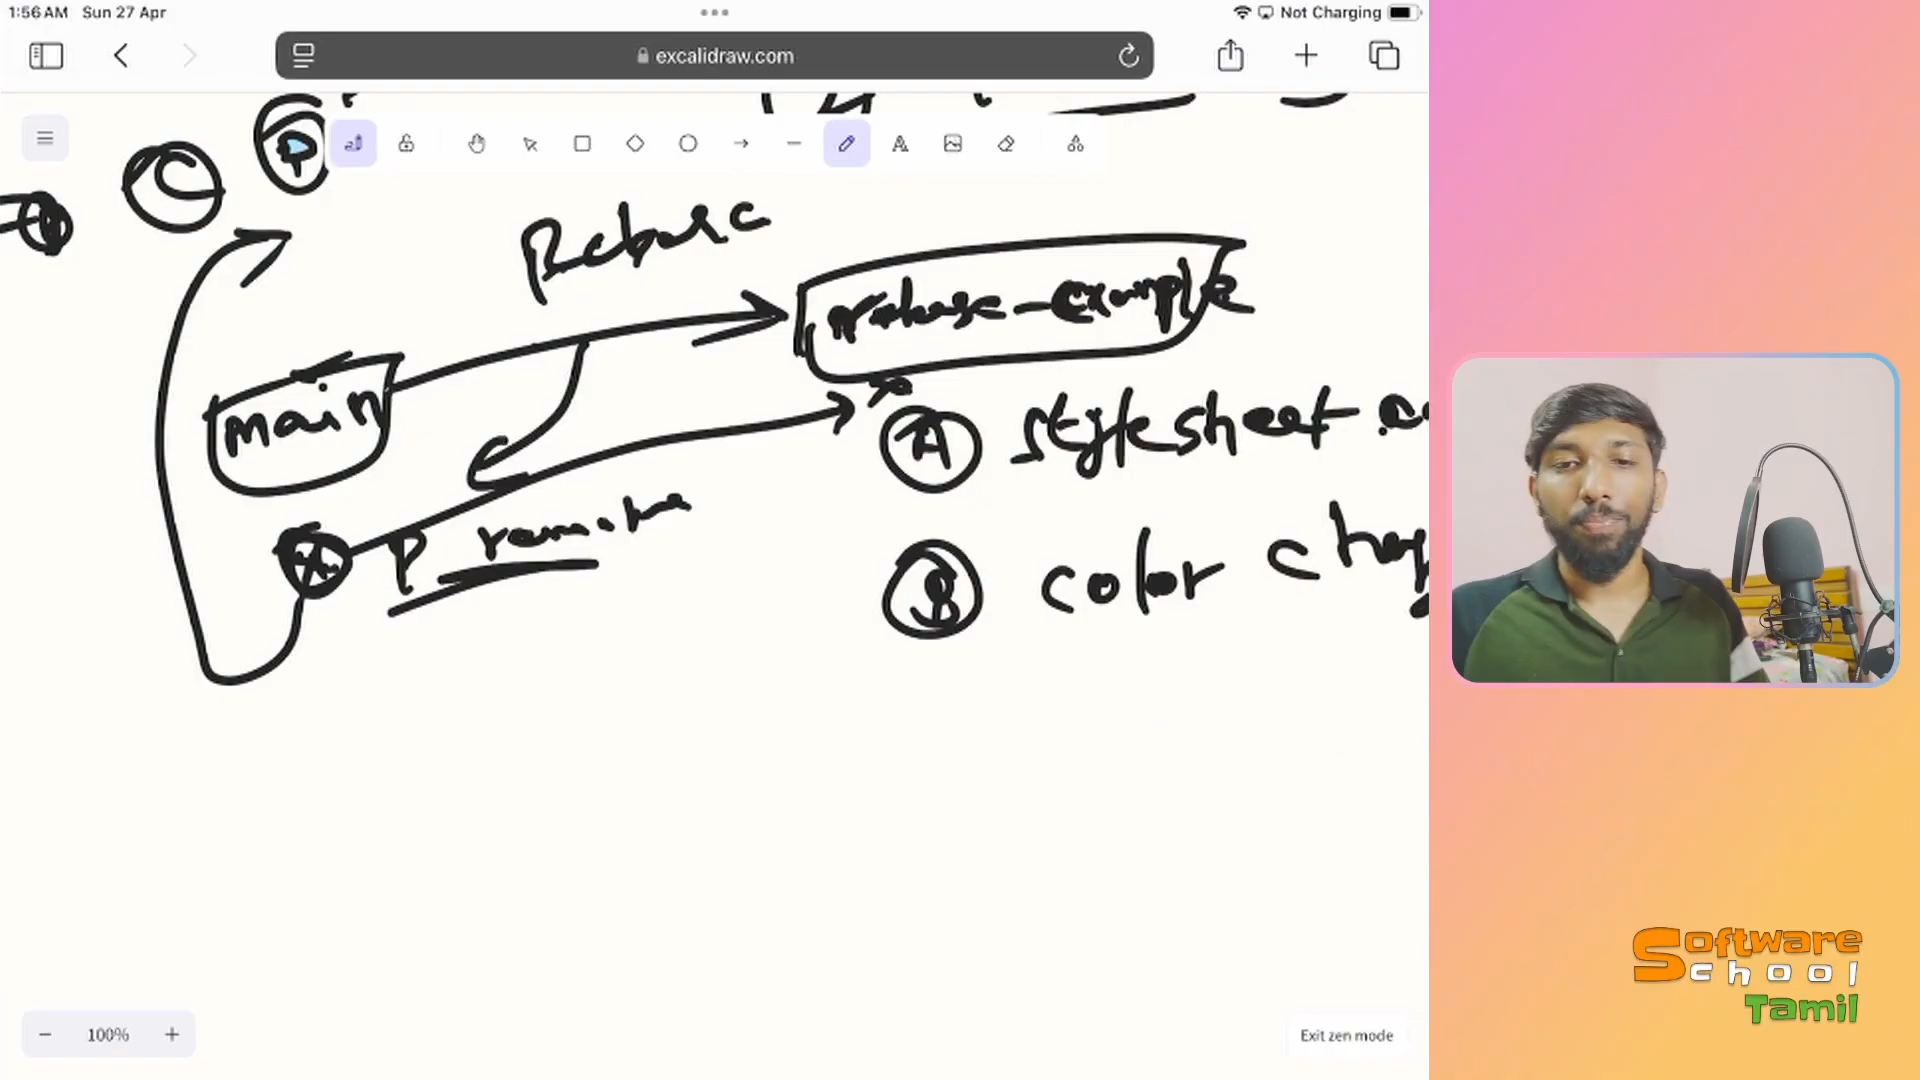 1:56 AM Sun 27 Apr
Not Charging
excalidraw.com
C
P
Rebase
rebase-example
main
A stylesheet
X P remote
B color
100%
Exit zen mode
Software
School
Tamil